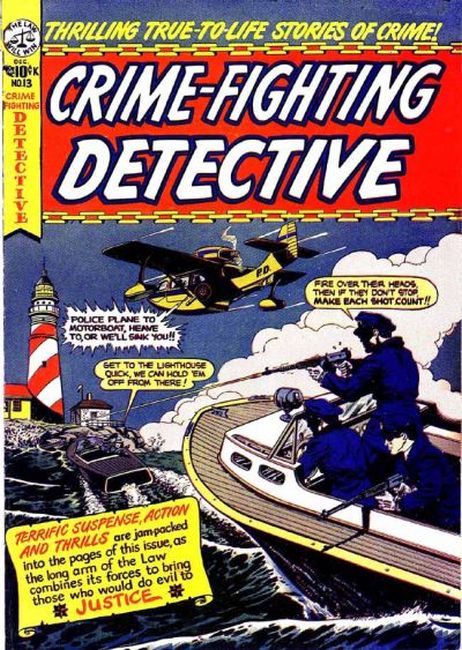 THRILLING TRUE-TO-LIFE STORIES OF CRIME!
THE LAW
WILL WIN
DEC.
10¢
NO.13
CRIME
FIGHTING
DETECTIVE
CRIME-FIGHTING
DETECTIVE
P.D.
POLICE PLANE TO
MOTORBOAT, HEAVE
TO, OR WE'LL SINK YOU!!
FIRE OVER THEIR HEADS,
THEN IF THEY DON'T STOP,
MAKE EACH SHOT COUNT!!
GET TO THE LIGHTHOUSE
QUICK, WE CAN HOLD 'EM
OFF FROM THERE!
TERRIFIC SUSPENSE, ACTION
AND THRILLS are jam-packed
into the pages of this issue, as
the long arm of the Law
combines its forces to bring
those who would do evil to
JUSTICE